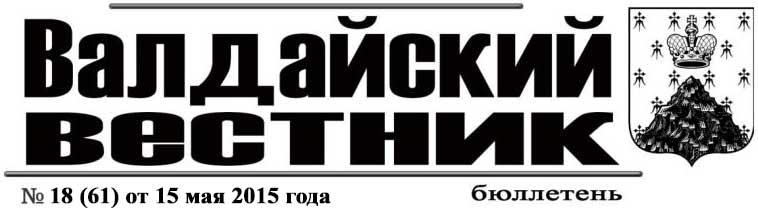 Валдайский
вестник
№ 18 (61) от 15 мая 2015 года
бюллетень